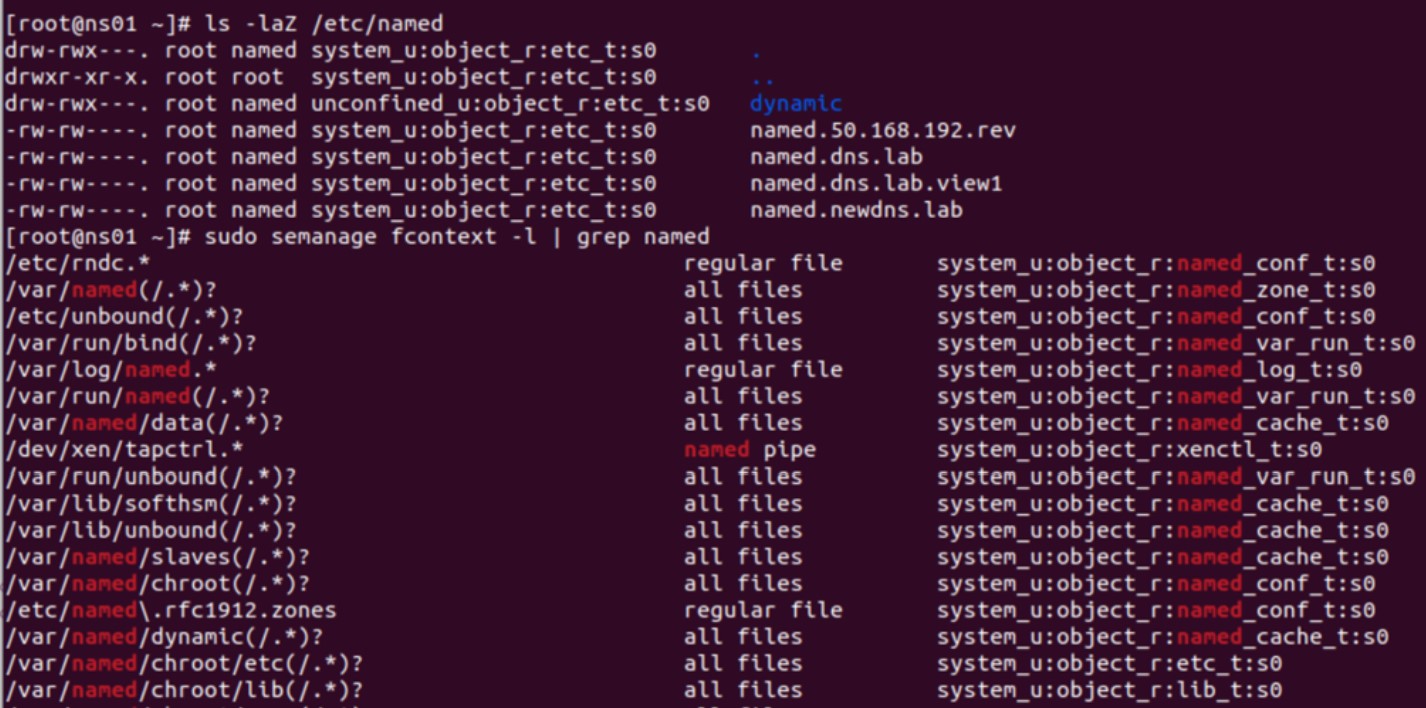 [root@ns01 ~]# ls -laZ /etc/named
drw-rwx---. root named system_u:object_r:etc_t:s0       .
drwxr-xr-x. root root  system_u:object_r:etc_t:s0       ..
drw-rwx---. root named unconfined_u:object_r:etc_t:s0   dynamic
-rw-rw----. root named system_u:object_r:etc_t:s0       named.50.168.192.rev
-rw-rw----. root named system_u:object_r:etc_t:s0       named.dns.lab
-rw-rw----. root named system_u:object_r:etc_t:s0       named.dns.lab.view1
-rw-rw----. root named system_u:object_r:etc_t:s0       named.newdns.lab
[root@ns01 ~]# sudo semanage fcontext -l | grep named
/etc/rndc.*                                        regular file       system_u:object_r:named_conf_t:s0
/var/named(/.*)?                                   all files          system_u:object_r:named_zone_t:s0
/etc/unbound(/.*)?                                 all files          system_u:object_r:named_conf_t:s0
/var/run/bind(/.*)?                                all files          system_u:object_r:named_var_run_t:s0
/var/log/named.*                                   regular file       system_u:object_r:named_log_t:s0
/var/run/named(/.*)?                               all files          system_u:object_r:named_var_run_t:s0
/var/named/data(/.*)?                              all files          system_u:object_r:named_cache_t:s0
/dev/xen/tapctrl.*                                 named pipe         system_u:object_r:xenctl_t:s0
/var/run/unbound(/.*)?                             all files          system_u:object_r:named_var_run_t:s0
/var/lib/softhsm(/.*)?                             all files          system_u:object_r:named_cache_t:s0
/var/lib/unbound(/.*)?                             all files          system_u:object_r:named_cache_t:s0
/var/named/slaves(/.*)?                            all files          system_u:object_r:named_cache_t:s0
/var/named/chroot(/.*)?                            all files          system_u:object_r:named_conf_t:s0
/etc/named\.rfc1912.zones                          regular file       system_u:object_r:named_conf_t:s0
/var/named/dynamic(/.*)?                           all files          system_u:object_r:named_cache_t:s0
/var/named/chroot/etc(/.*)?                        all files          system_u:object_r:etc_t:s0
/var/named/chroot/lib(/.*)?                        all files          system_u:object_r:lib_t:s0